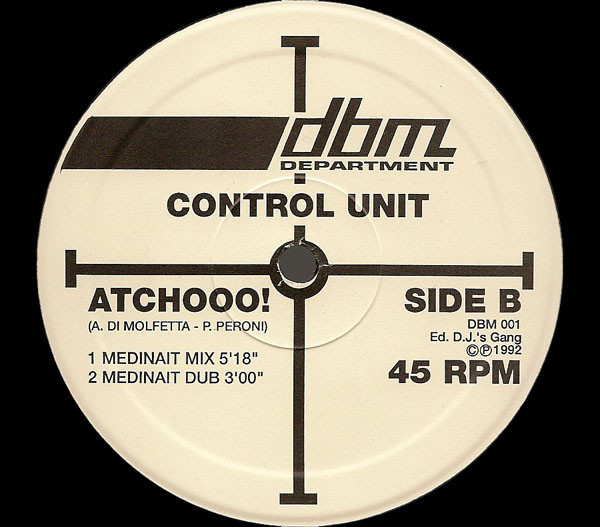 dbm
DEPARTMENT
CONTROL UNIT
ATCHOOO!
(A. DI MOLFETTA - P. PERONI)
1 MEDINAIT MIX 5'18"
2 MEDINAIT DUB 3'00"
SIDE B
DBM 001
Ed. D.J.'s Gang
©℗1992
45 RPM